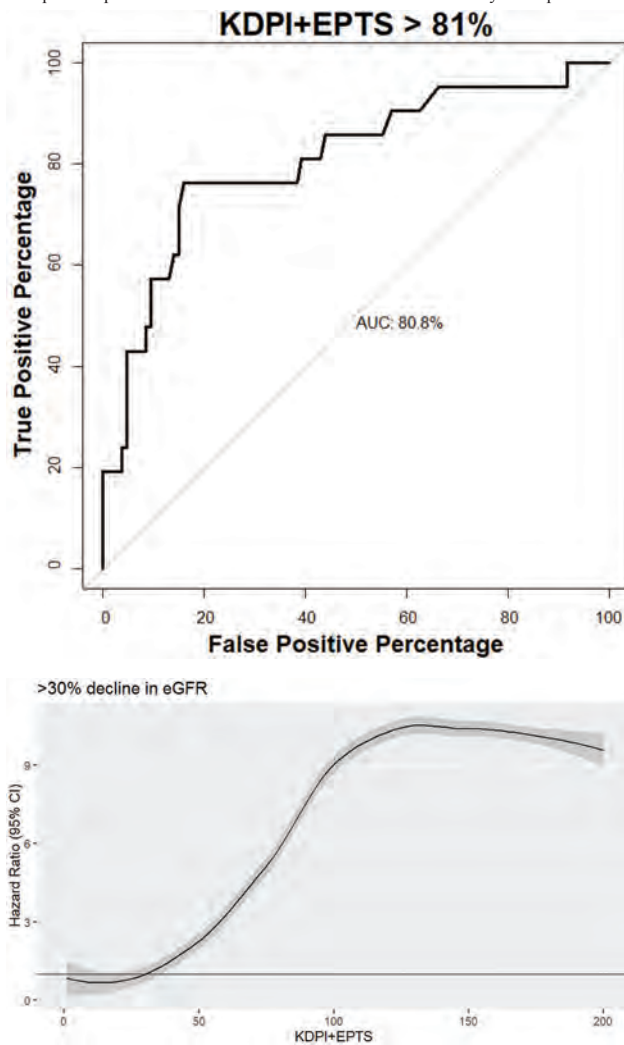 KDPI+EPTS > 81%
100
80
60
40
20
0
True Positive Percentage
AUC: 80.8%
0 20 40 60 80 100
False Positive Percentage
>30% decline in eGFR
9
6
3
0
Hazard Ratio (95% CI)
0 50 100 150 200
KDPI+EPTS